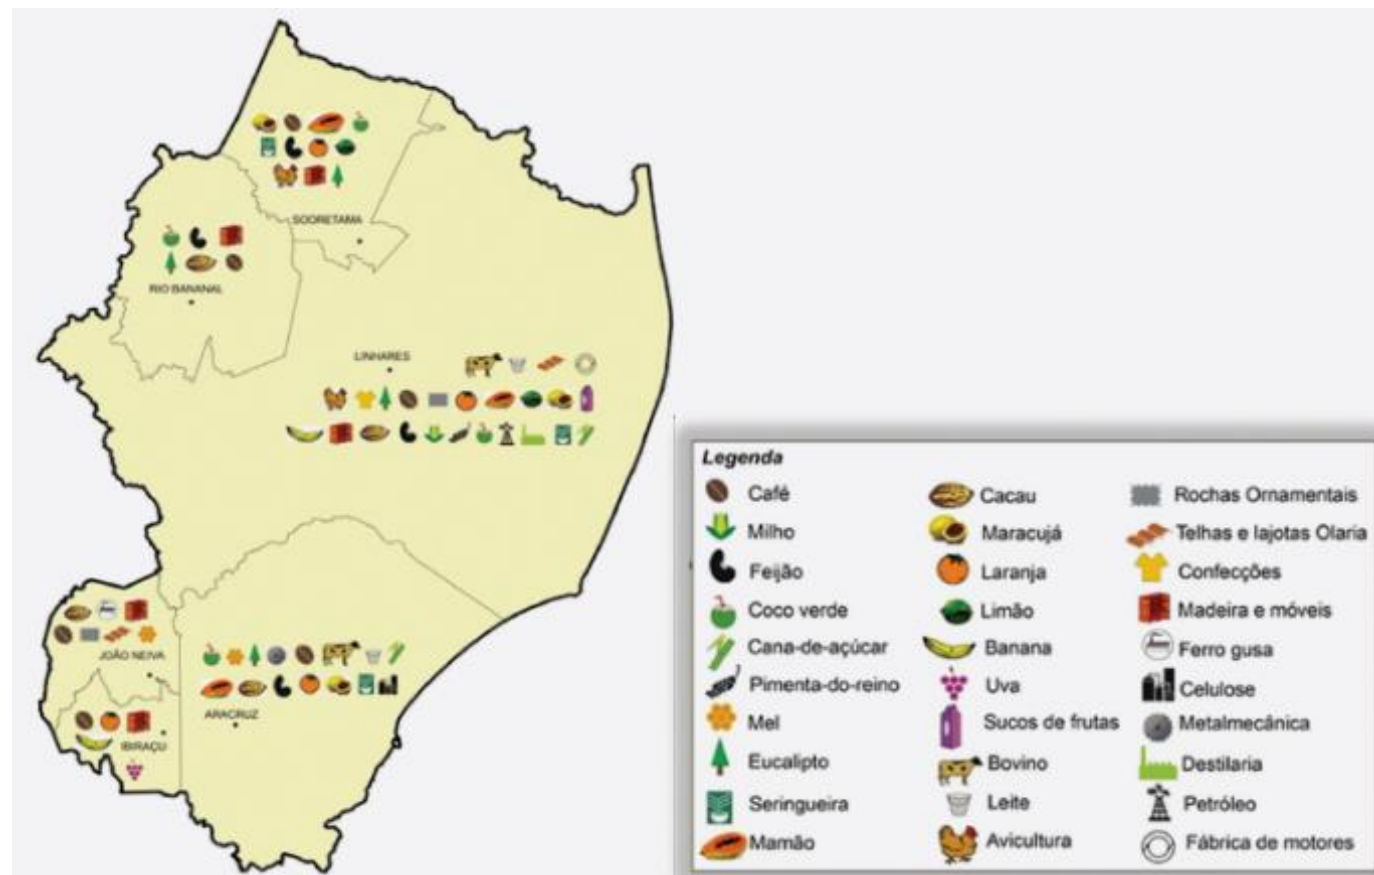 SOORETAMA
RIO BANANAL
LINHARES
JOÃO NEIVA
ARACRUZ
IBIRAÇU
Legenda
Café
Milho
Feijão
Coco verde
Cana-de-açúcar
Pimenta-do-reino
Mel
Eucalipto
Seringueira
Mamão
Cacau
Maracujá
Laranja
Limão
Banana
Uva
Sucos de frutas
Bovino
Leite
Avicultura
Rochas Ornamentais
Telhas e lajotas Olaria
Confecções
Madeira e móveis
Ferro gusa
Celulose
Metalmecânica
Destilaria
Petróleo
Fábrica de motores